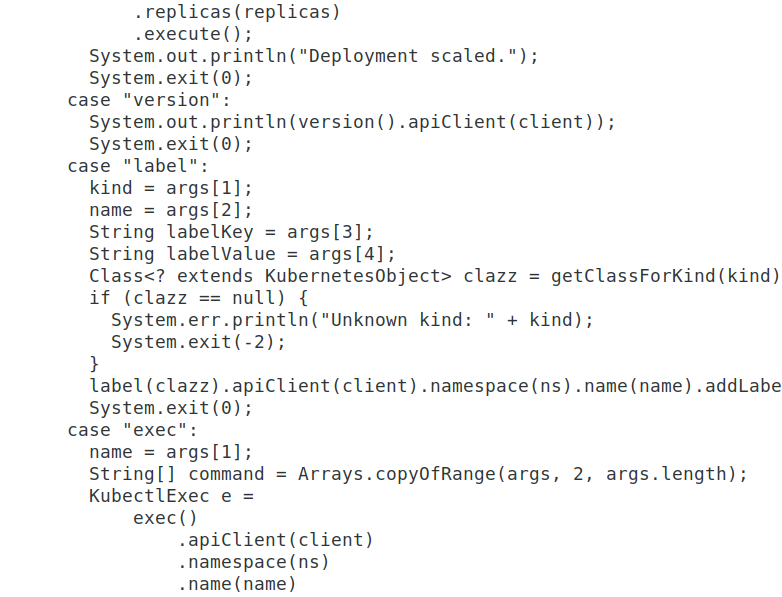 .replicas(replicas)
            .execute();
        System.out.println("Deployment scaled.");
        System.exit(0);
      case "version":
        System.out.println(version().apiClient(client));
        System.exit(0);
      case "label":
        kind = args[1];
        name = args[2];
        String labelKey = args[3];
        String labelValue = args[4];
        Class<? extends KubernetesObject> clazz = getClassForKind(kind)
        if (clazz == null) {
          System.err.println("Unknown kind: " + kind);
          System.exit(-2);
        }
        label(clazz).apiClient(client).namespace(ns).name(name).addLabe
        System.exit(0);
      case "exec":
        name = args[1];
        String[] command = Arrays.copyOfRange(args, 2, args.length);
        KubectlExec e =
            exec()
                .apiClient(client)
                .namespace(ns)
                .name(name)